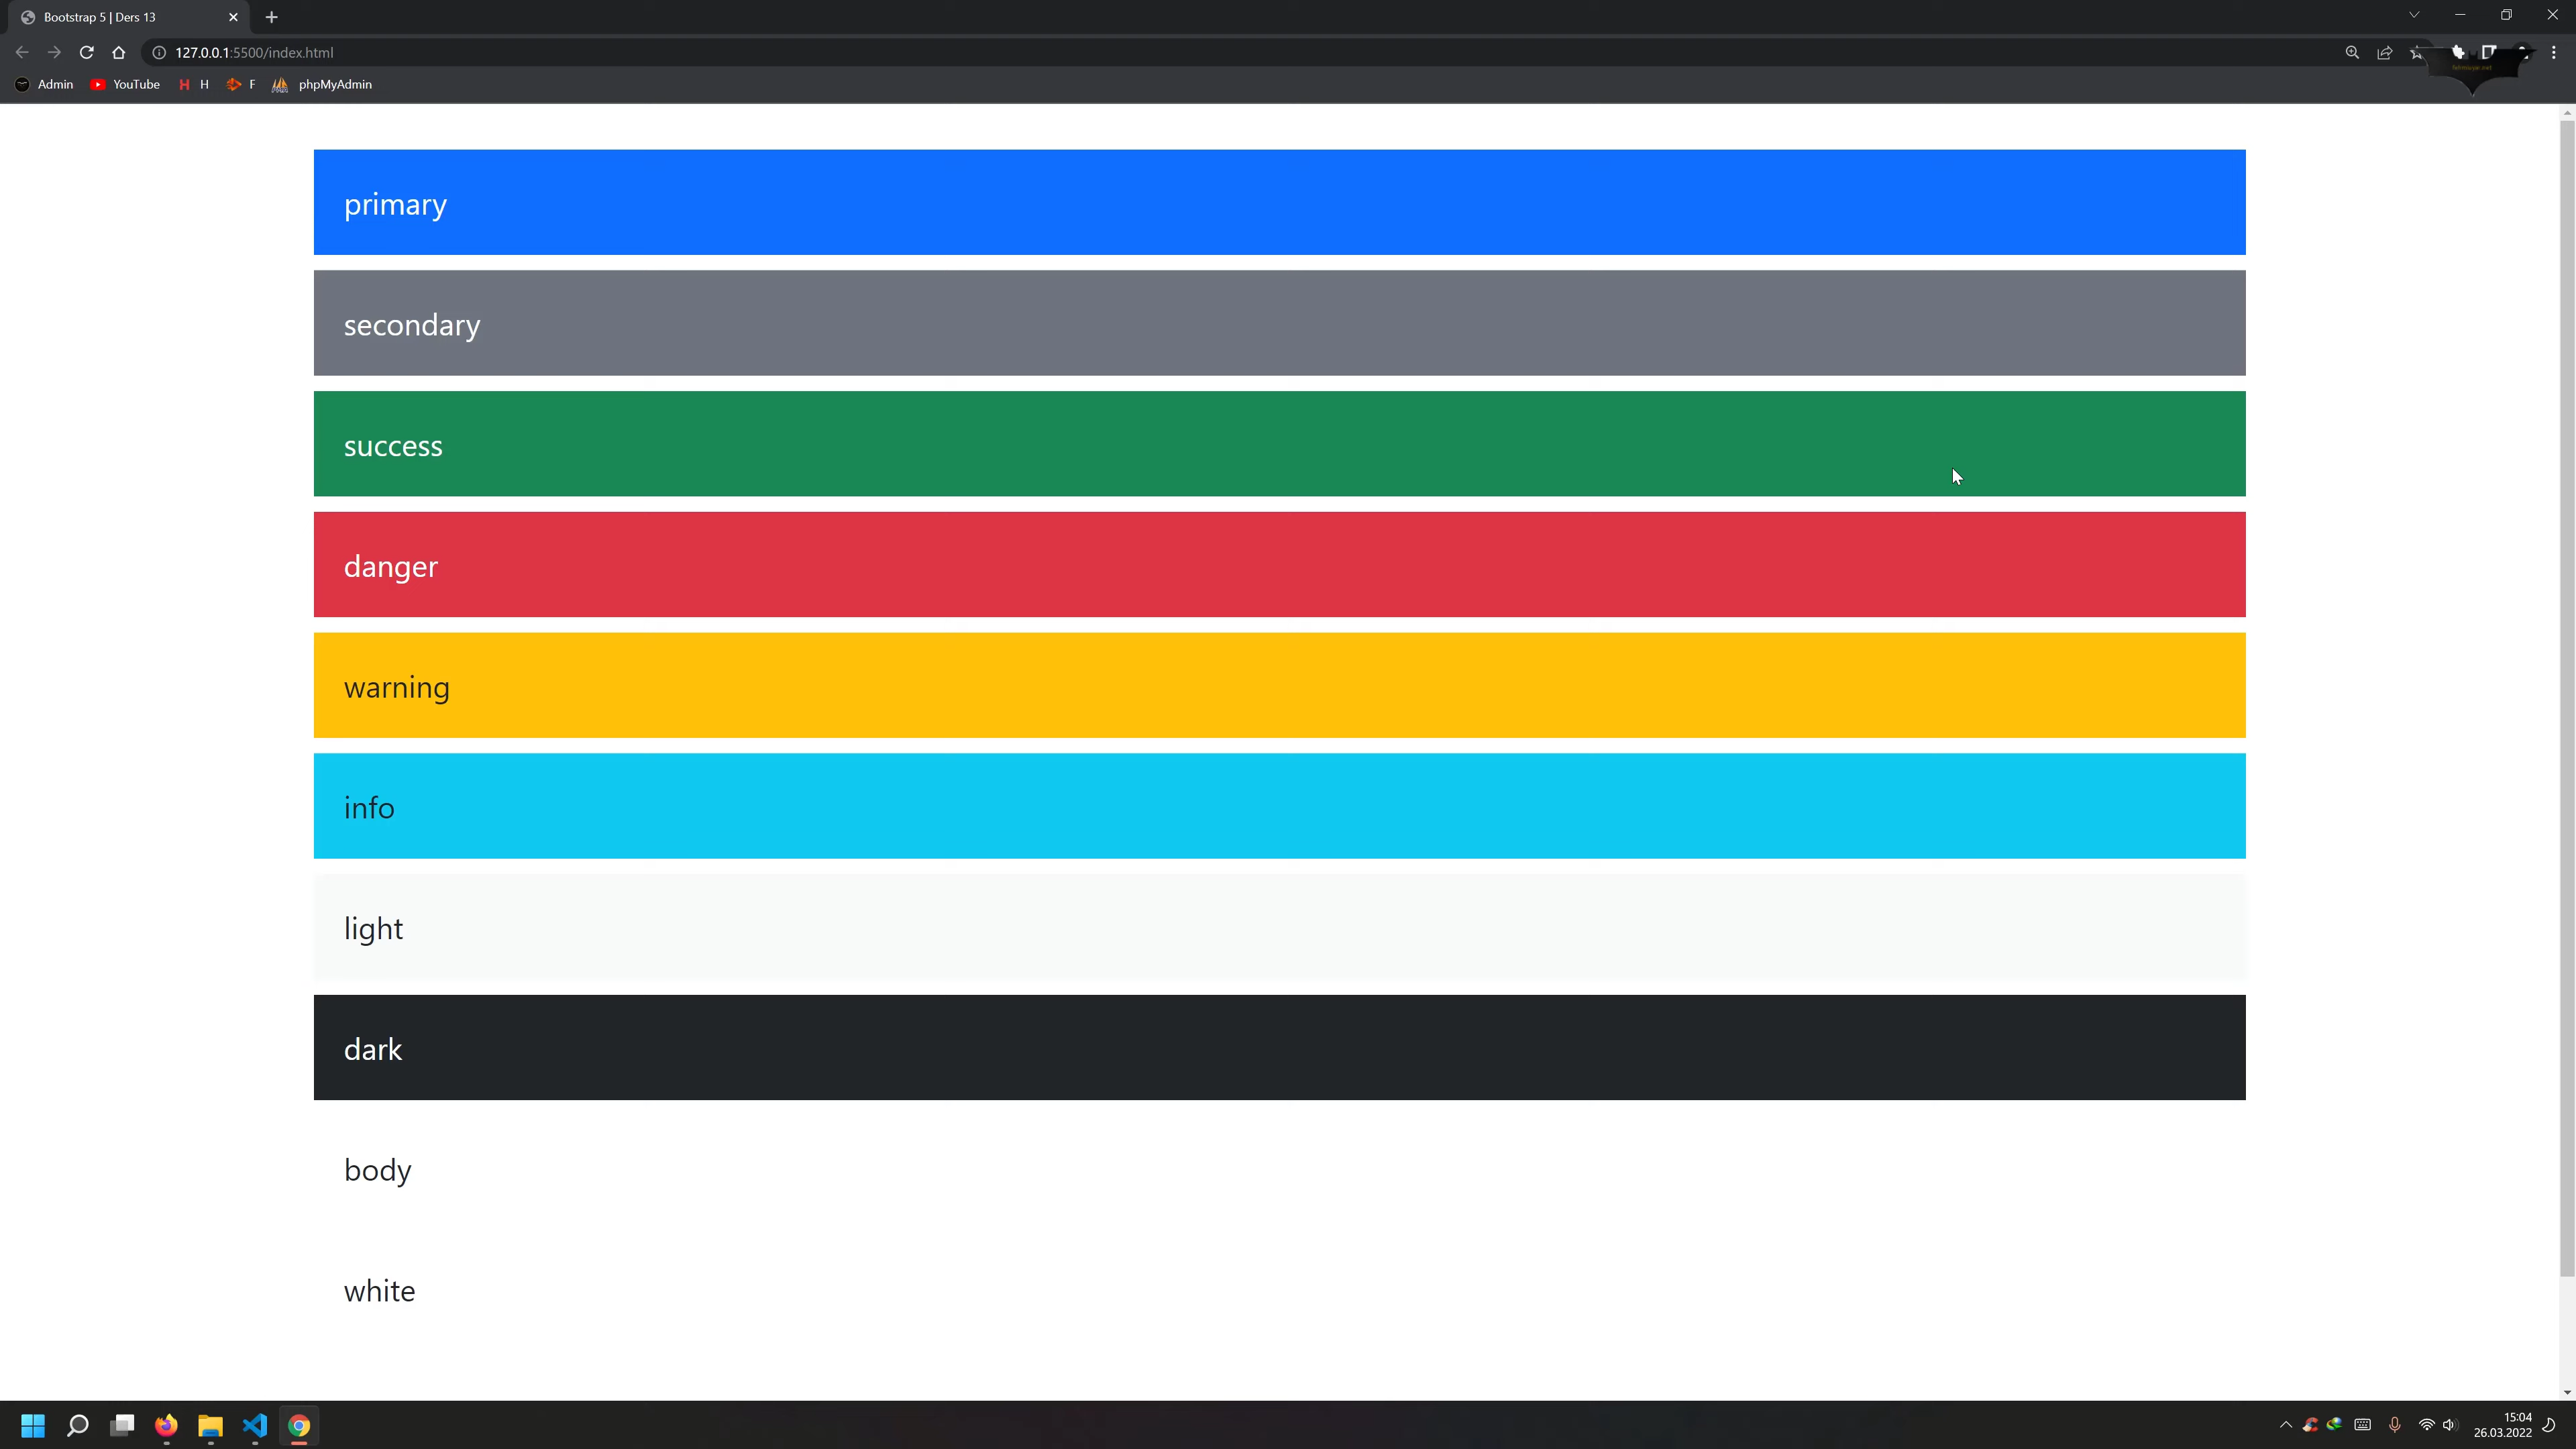 Bootstrap 5 | Ders 13
127.0.0.1:5500/index.html
Admin YouTube H H F phpMyAdmin
primary
secondary
success
danger
warning
info
light
dark
body
white
15:04
26.03.2022